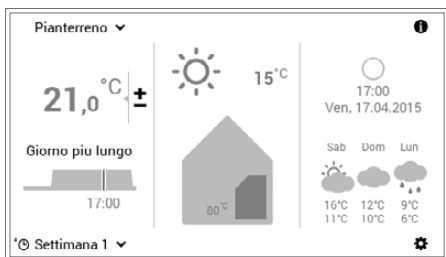 Pianterreno
21,0 °C ±
Giorno piu lungo
17:00
Settimana 1
15°C
80°C
17:00
Ven, 17.04.2015
Sab Dom Lun
16°C 12°C 9°C
11°C 10°C 6°C